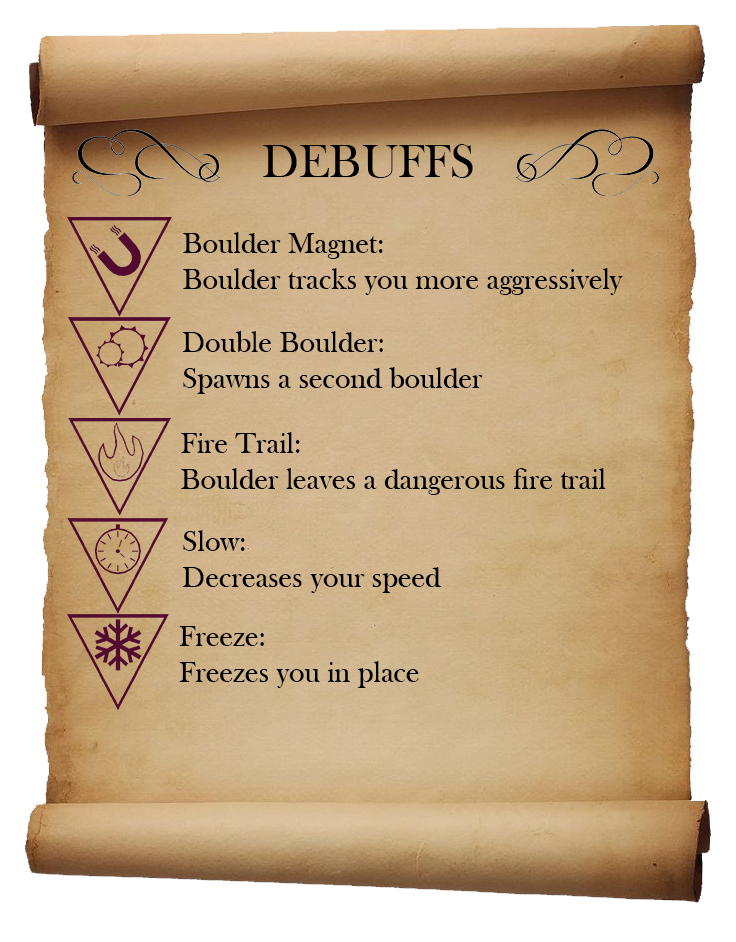 DEBUFFS
Boulder Magnet:
Boulder tracks you more aggressively
Double Boulder:
Spawns a second boulder
Fire Trail:
Boulder leaves a dangerous fire trail
Slow:
Decreases your speed
Freeze:
Freezes you in place